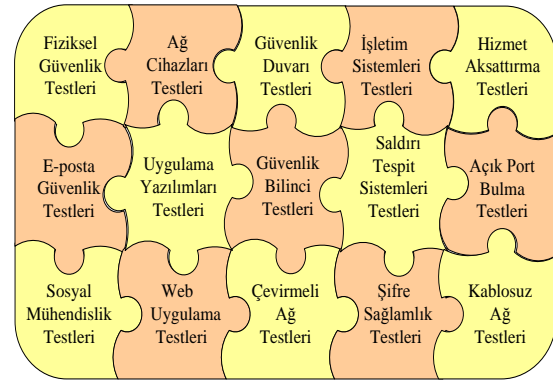 Fiziksel
Güvenlik
Testleri
Ağ
Cihazları
Testleri
Güvenlik
Duvarı
Testleri
İşletim
Sistemleri
Testleri
Hizmet
Aksattırma
Testleri
E-posta
Güvenlik
Testleri
Uygulama
Yazılımları
Testleri
Güvenlik
Bilinci
Testleri
Saldırı
Tespit
Sistemleri
Testleri
Açık Port
Bulma
Testleri
Sosyal
Mühendislik
Testleri
Web
Uygulama
Testleri
Çevirmeli
Ağ
Testleri
Şifre
Sağlamlık
Testleri
Kablosuz
Ağ
Testleri